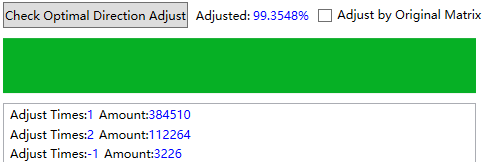 Check Optimal Direction Adjust Adjusted: 99.3548% Adjust by Original Matrix
Adjust Times:1 Amount:384510
Adjust Times:2 Amount:112264
Adjust Times:-1 Amount:3226